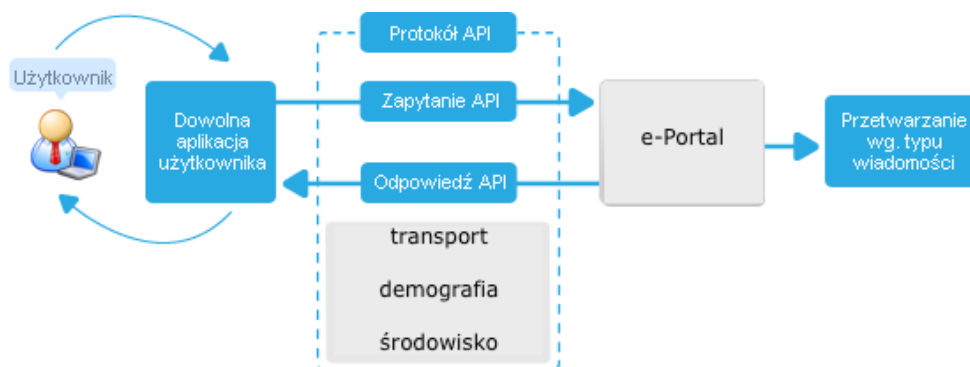 Protokół API
Użytkownik
Dowolna
aplikacja
użytkownika
Zapytanie API
Odpowiedź API
e-Portal
Przetwarzanie
wg. typu
wiadomości
transport
demografia
środowisko